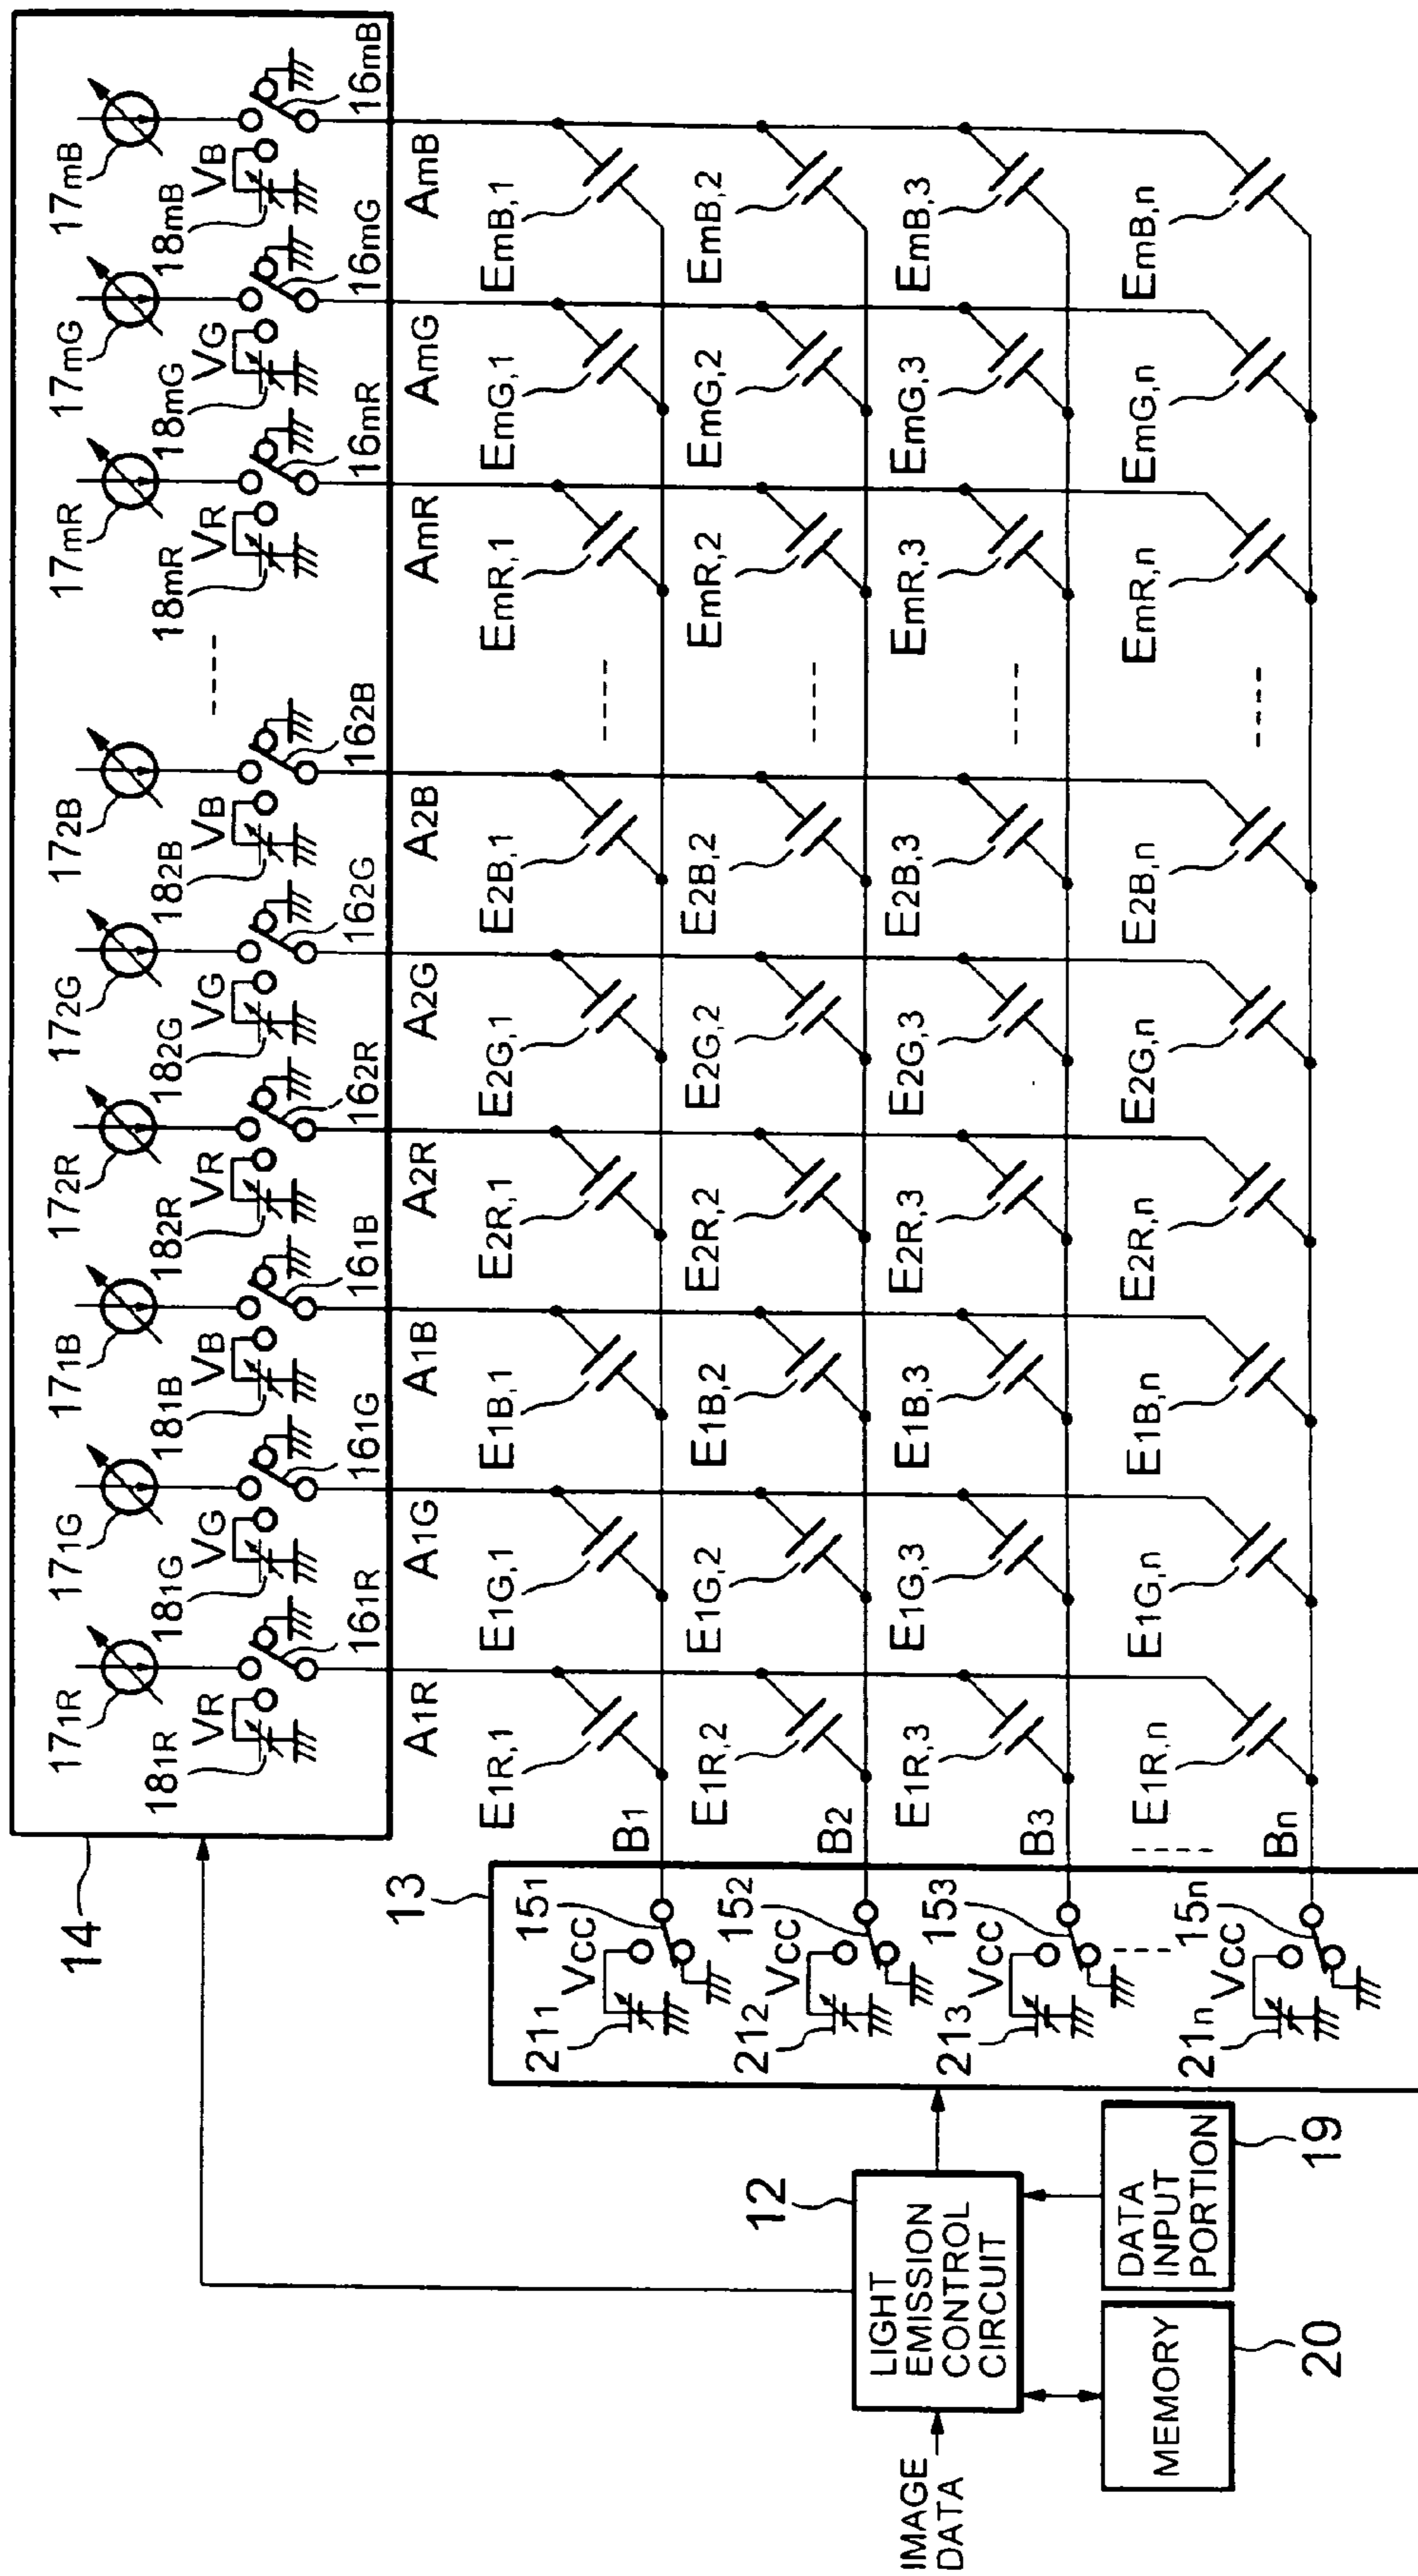 14
17₁R 17₁G 17₁B 17₂R 17₂G 17₂B 17mR 17mG 17mB
VR VG VB VR VG VB VR VG VB
18₁R 18₁G 18₁B 18₂R 18₂G 18₂B 18mR 18mG 18mB
16₁R 16₁G 16₁B 16₂R 16₂G 16₂B 16mR 16mG 16mB
A1R A1G A1B A2R A2G A2B AmR AmG AmB
13
E1R,1 E1G,1 E1B,1 E2R,1 E2G,1 E2B,1 EmR,1 EmG,1 EmB,1
21₁ VCC 15₁ B1
E1R,2 E1G,2 E1B,2 E2R,2 E2G,2 E2B,2 EmR,2 EmG,2 EmB,2
21₂ VCC 15₂ B2
E1R,3 E1G,3 E1B,3 E2R,3 E2G,3 E2B,3 EmR,3 EmG,3 EmB,3
21₃ VCC 15₃ B3
E1R,n E1G,n E1B,n E2R,n E2G,n E2B,n EmR,n EmG,n EmB,n
21n VCC 15n Bn
12
LIGHT
EMISSION
CONTROL
CIRCUIT
IMAGE
DATA
MEMORY
20
DATA
INPUT
PORTION
19